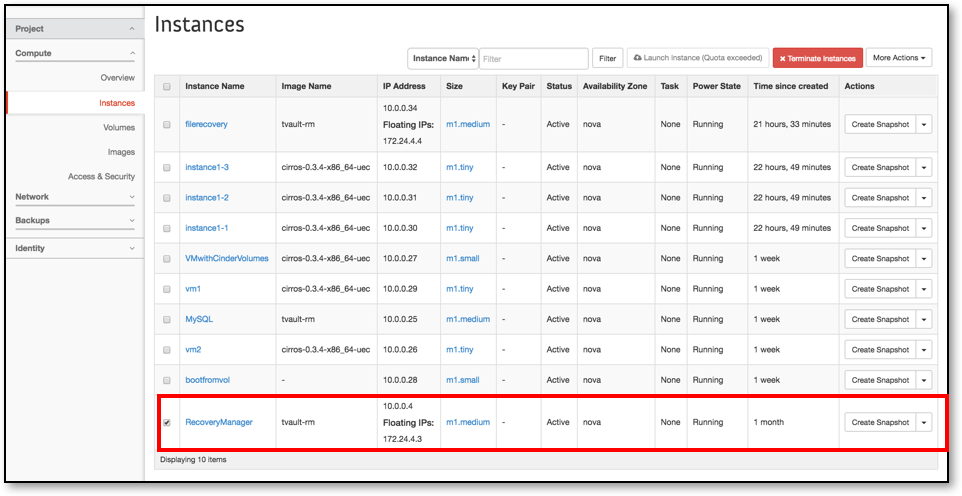 Instances
Project
Compute
Overview
Instances
Volumes
Images
Access & Security
Network
Backups
Identity
Instance Name Filter Filter Launch Instance (Quota exceeded) Terminate Instances More Actions
Instance Name Image Name IP Address Size Key Pair Status Availability Zone Task Power State Time since created Actions
filerecovery tvault-rm 10.0.0.34 Floating IPs: 172.24.4.4 m1.medium - Active nova None Running 21 hours, 33 minutes Create Snapshot
instance1-3 cirros-0.3.4-x86_64-uec 10.0.0.32 m1.tiny - Active nova None Running 22 hours, 49 minutes Create Snapshot
instance1-2 cirros-0.3.4-x86_64-uec 10.0.0.31 m1.tiny - Active nova None Running 22 hours, 49 minutes Create Snapshot
instance1-1 cirros-0.3.4-x86_64-uec 10.0.0.30 m1.tiny - Active nova None Running 22 hours, 49 minutes Create Snapshot
VMwithCinderVolumes cirros-0.3.4-x86_64-uec 10.0.0.27 m1.small - Active nova None Running 1 week Create Snapshot
vm1 cirros-0.3.4-x86_64-uec 10.0.0.29 m1.tiny - Active nova None Running 1 week Create Snapshot
MySQL tvault-rm 10.0.0.25 m1.medium - Active nova None Running 1 week Create Snapshot
vm2 cirros-0.3.4-x86_64-uec 10.0.0.26 m1.tiny - Active nova None Running 1 week Create Snapshot
bootfromvol - 10.0.0.28 m1.small - Active nova None Running 1 week Create Snapshot
RecoveryManager tvault-rm 10.0.0.4 Floating IPs: 172.24.4.3 m1.medium - Active nova None Running 1 month Create Snapshot
Displaying 10 items